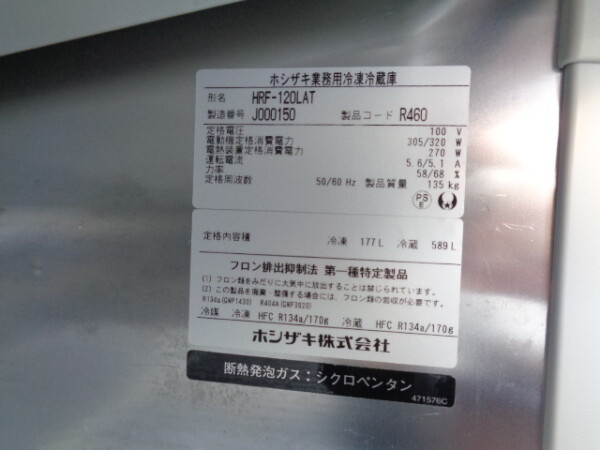 ホシザキ業務用冷凍冷蔵庫
形名 HRF-120LAT
製造番号 J000150 製品コード R460
定格電圧 100 V
電動機定格消費電力 305/320 W
電熱装置定格消費電力 270 W
運転電流 5.6/5.1 A
力率 58/68 %
定格周波数 50/60 Hz 製品質量 135 kg
PS E
定格内容積 冷凍 177 L 冷蔵 589 L
フロン排出抑制法 第一種特定製品
(1) フロン類をみだりに大気中に放出することは禁じられています。
(2) この製品を廃棄・整備する場合には、フロン類の回収が必要です。
R134a(GWP1430) R404A(GWP3920)
冷媒 冷凍 HFC R134a/170g 冷蔵 HFC R134a/170g
ホシザキ株式会社
断熱発泡ガス：シクロペンタン
471576C